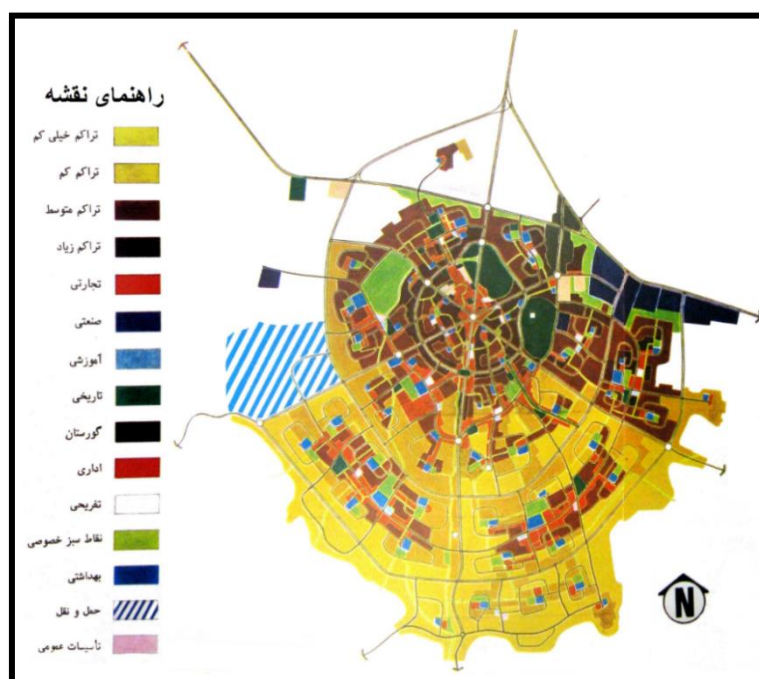 راهنمای نقشه
تراکم خیلی کم
تراکم کم
تراکم متوسط
تراکم زیاد
تجارتی
صنعتی
آموزشی
تاریخی
گورستان
اداری
تفریحی
نقاط سبز خصوصی
بهداشتی
حمل و نقل
تأسیسات عمومی
N